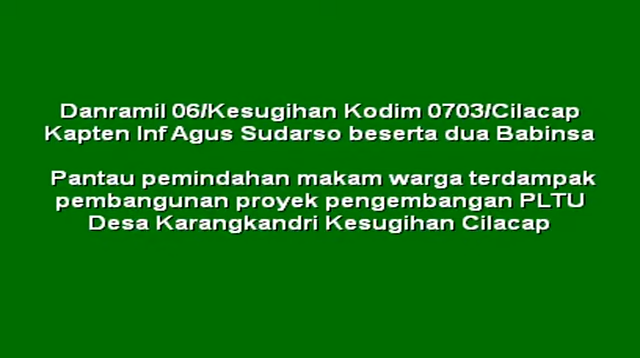 Danramil 06/Kesugihan Kodim 0703/Cilacap
Kapten Inf Agus Sudarso beserta dua Babinsa
Pantau pemindahan makam warga terdampak
pembangunan proyek pengembangan PLTU
Desa Karangkandri Kesugihan Cilacap